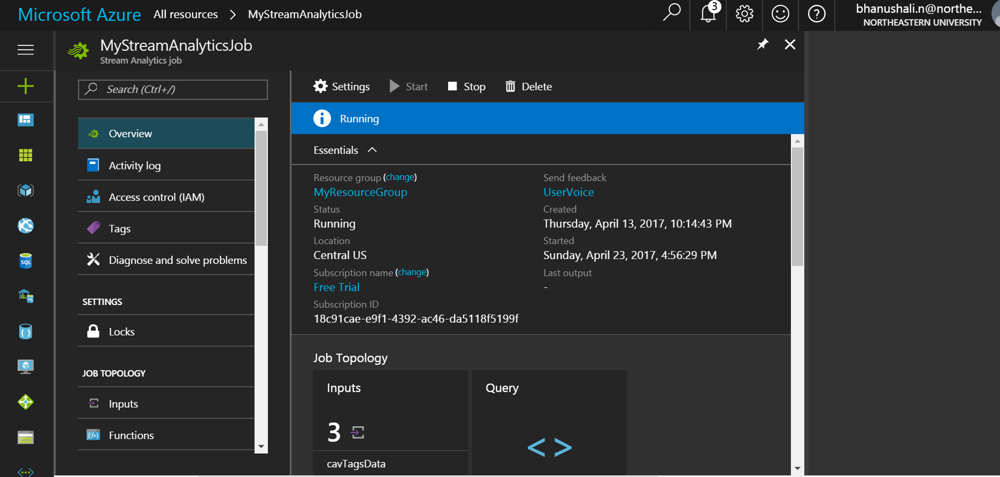 Microsoft Azure All resources > MyStreamAnalyticsJob
3
bhanushali.n@northe...
NORTHEASTERN UNIVERSITY
MyStreamAnalyticsJob
Stream Analytics job
Search (Ctrl+/)
Overview
Activity log
Access control (IAM)
Tags
Diagnose and solve problems
SETTINGS
Locks
JOB TOPOLOGY
Inputs
Functions
Settings Start Stop Delete
Running
Essentials
Resource group (change)
MyResourceGroup
Status
Running
Location
Central US
Subscription name (change)
Free Trial
Subscription ID
18c91cae-e9f1-4392-ac46-da5118f5199f
Send feedback
UserVoice
Created
Thursday, April 13, 2017, 10:14:43 PM
Started
Sunday, April 23, 2017, 4:56:29 PM
Last output
-
Job Topology
Inputs
3
cavTagsData
Query
< >